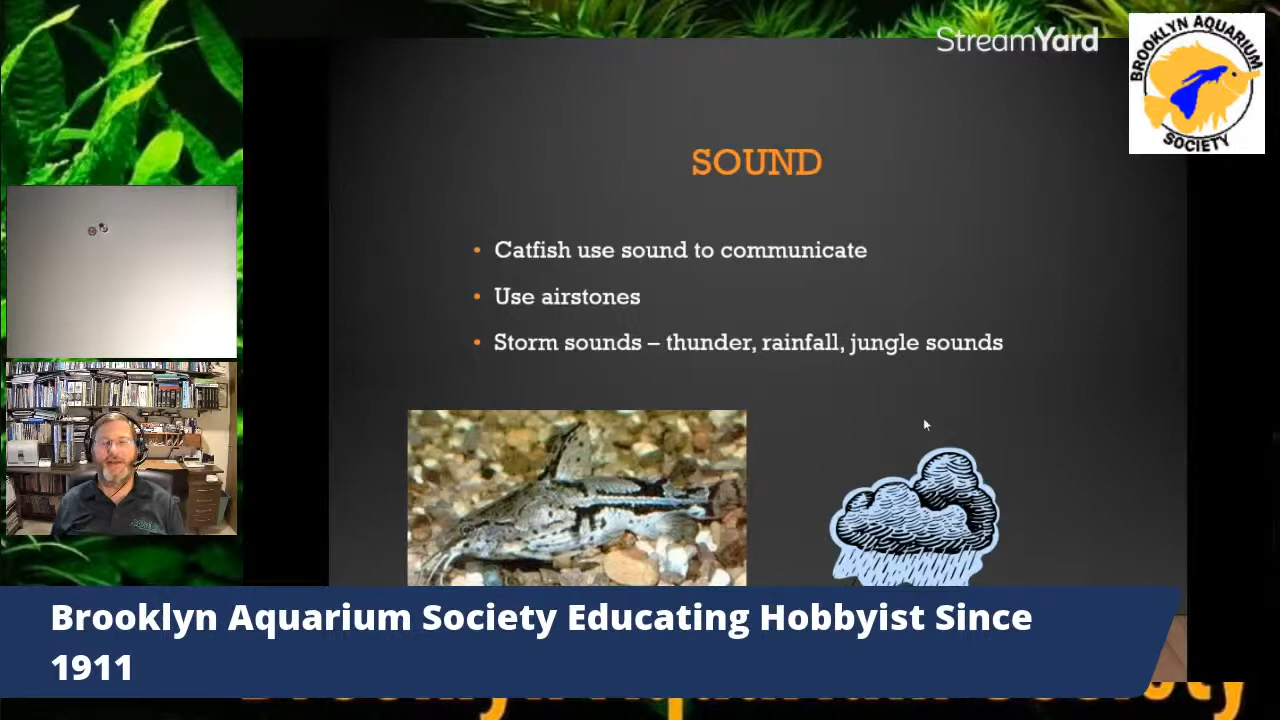 StreamYard
BROOKLYN AQUARIUM
SOCIETY
SOUND
• Catfish use sound to communicate
• Use airstones
• Storm sounds – thunder, rainfall, jungle sounds
Brooklyn Aquarium Society Educating Hobbyist Since
1911